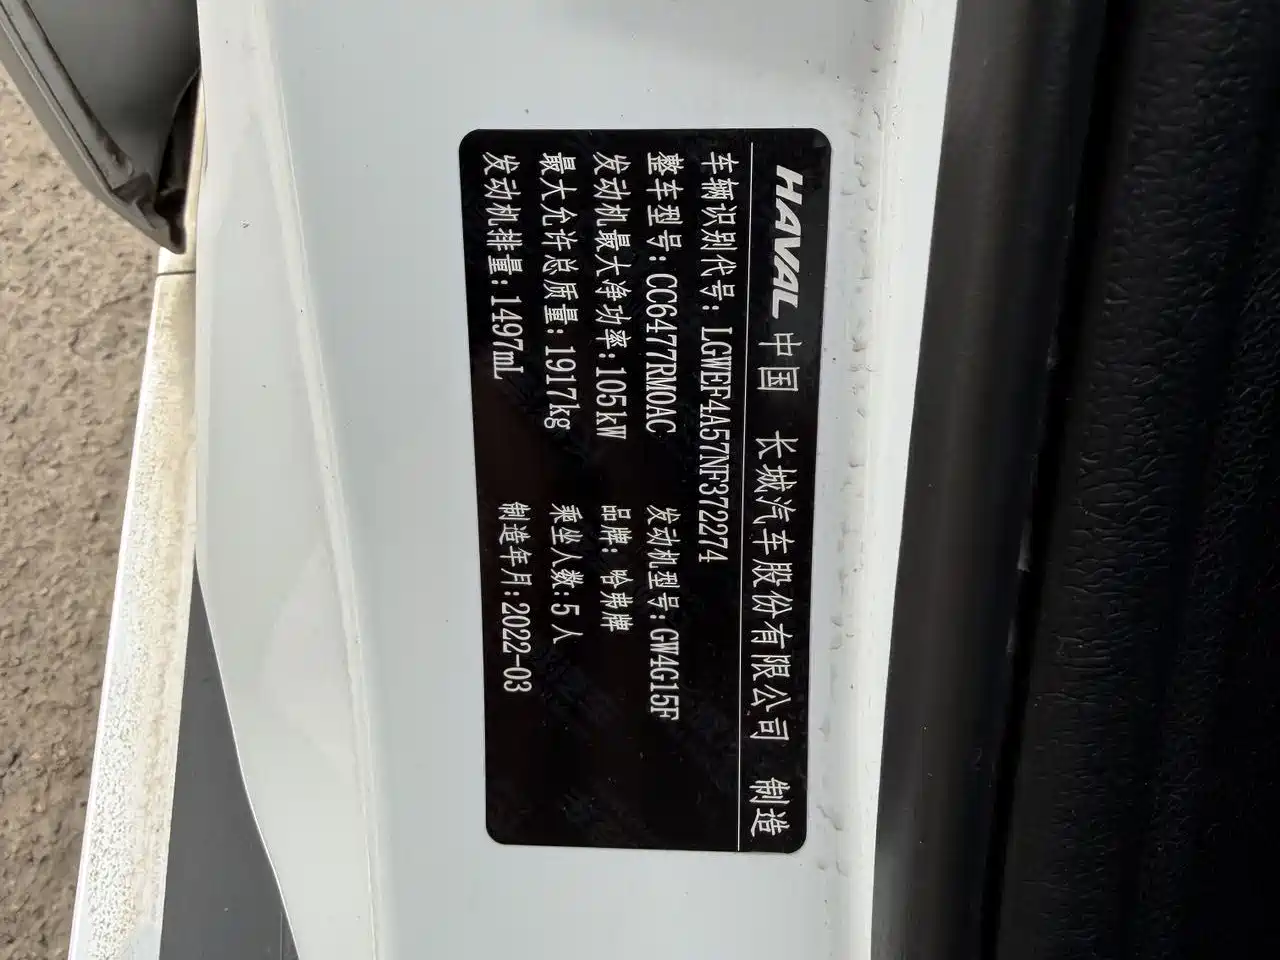 HAVAL 中国 长城汽车股份有限公司 制造
车辆识别代号:LGWEF4A57NF372274
整车型号:CC6477RM0AC 发动机型号:GW4G15F
发动机最大净功率:105kW 品牌:哈弗牌
最大允许总质量:1917kg 乘坐人数:5人
发动机排量:1497mL 制造年月:2022-03